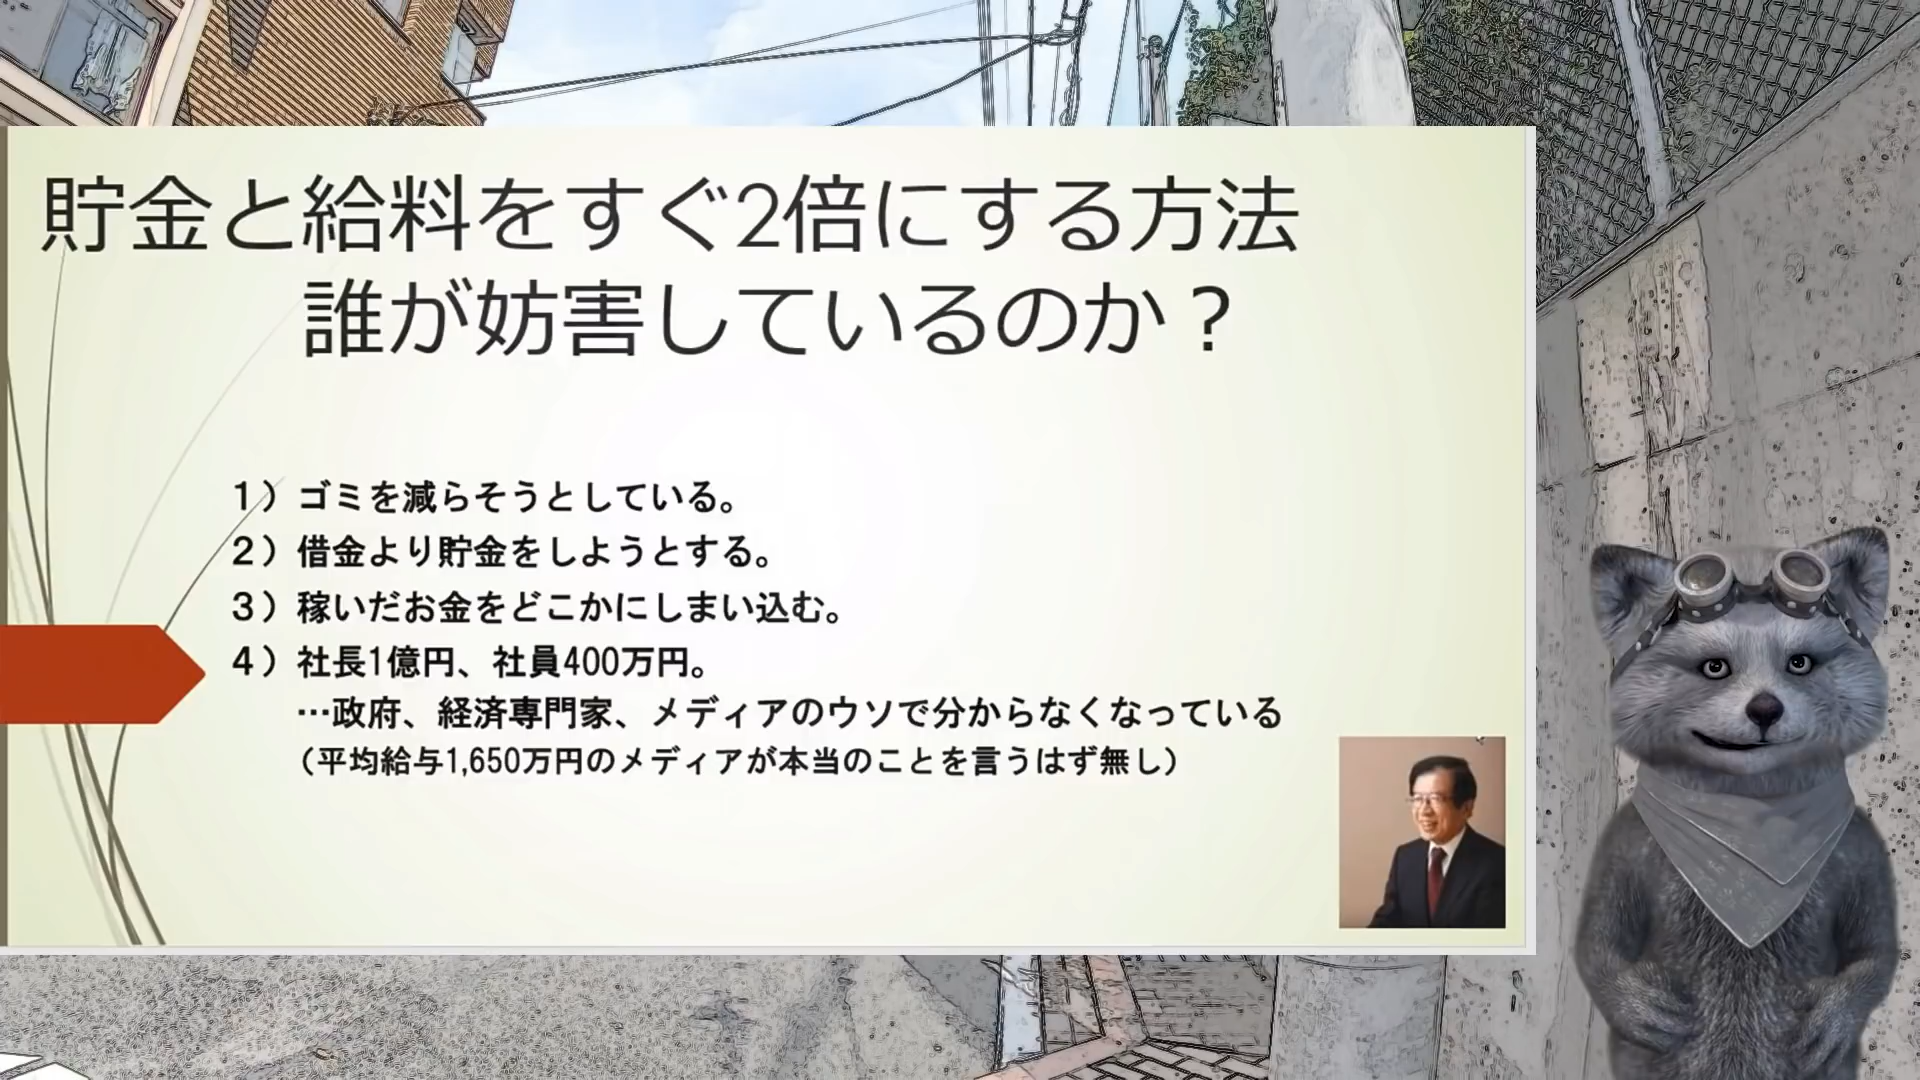 貯金と給料をすぐ2倍にする方法
誰が妨害しているのか？
１）ゴミを減らそうとしている。
２）借金より貯金をしようとする。
３）稼いだお金をどこかにしまい込む。
４）社長1億円、社員400万円。
…政府、経済専門家、メディアのウソで分からなくなっている
（平均給与1,650万円のメディアが本当のことを言うはず無し）